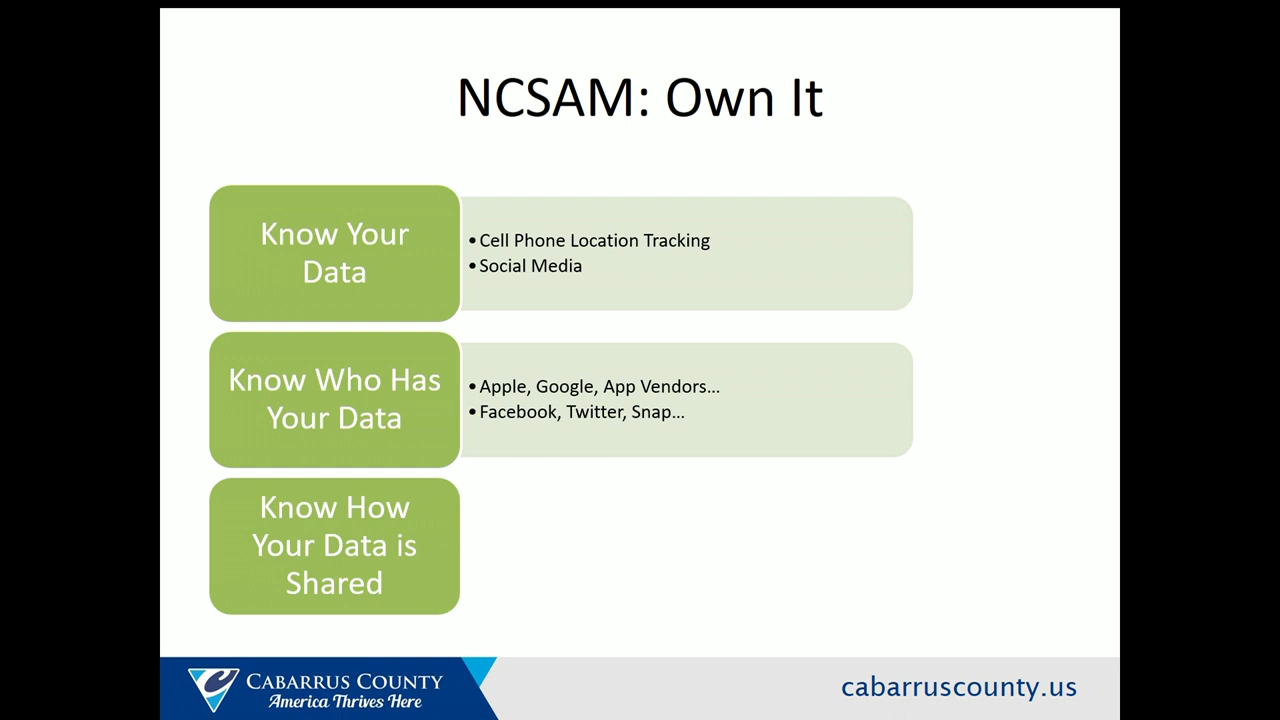 NCSAM: Own It
Know Your
Data
• Cell Phone Location Tracking
• Social Media
Know Who Has
Your Data
• Apple, Google, App Vendors...
• Facebook, Twitter, Snap...
Know How
Your Data is
Shared
CABARRUS COUNTY
America Thrives Here
cabarruscounty.us